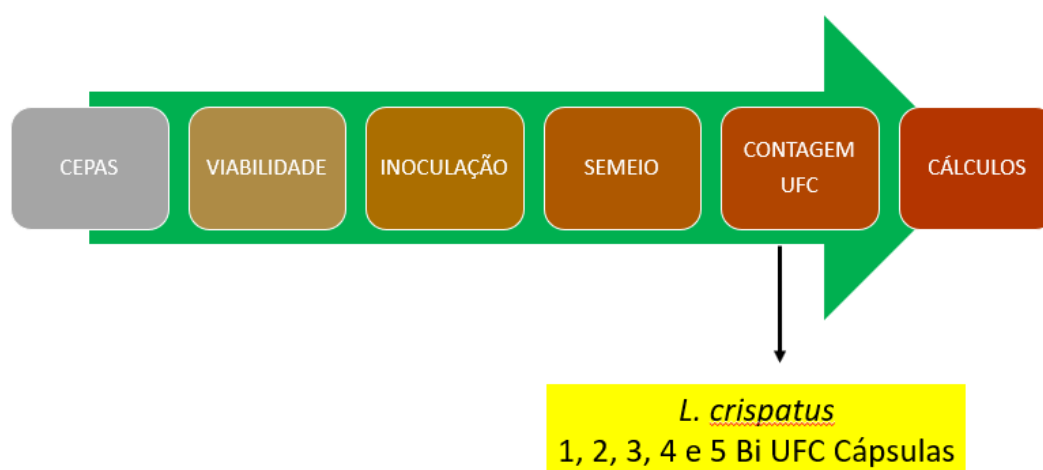 CEPAS
VIABILIDADE
INOCULAÇÃO
SEMEIO
CONTAGEM
UFC
CÁLCULOS
L. crispatus
1, 2, 3, 4 e 5 Bi UFC Cápsulas